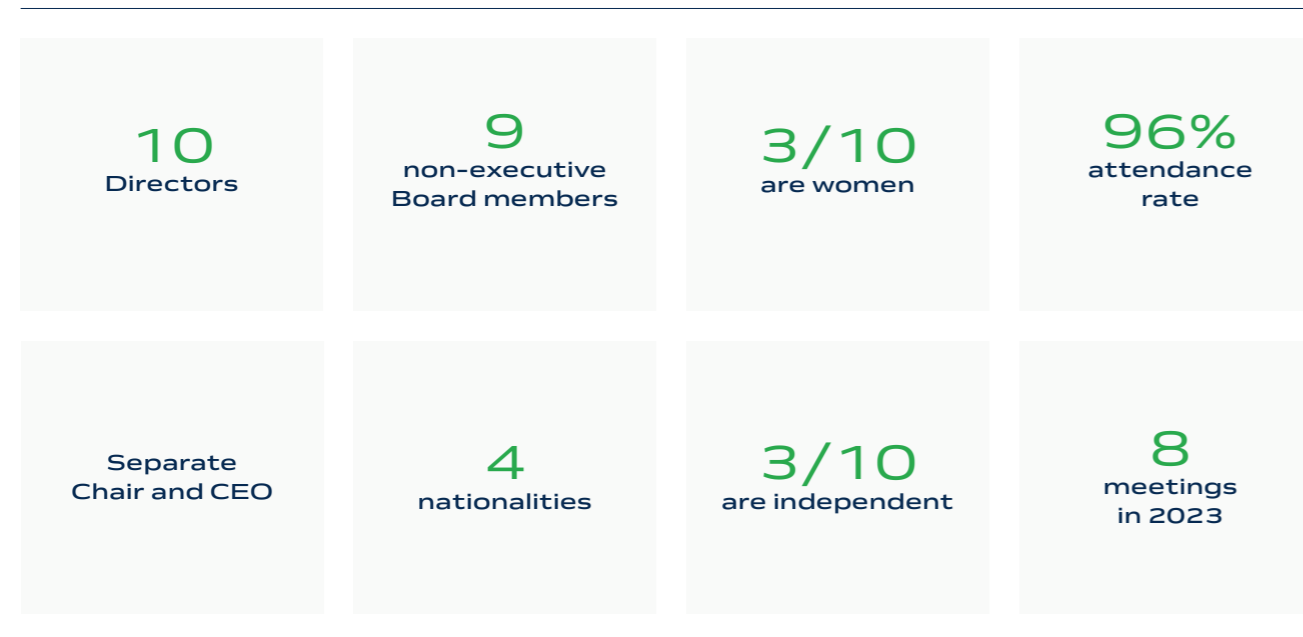 10
Directors
9
non-executive
Board members
3/10
are women
96%
attendance
rate
Separate
Chair and CEO
4
nationalities
3/10
are independent
8
meetings
in 2023